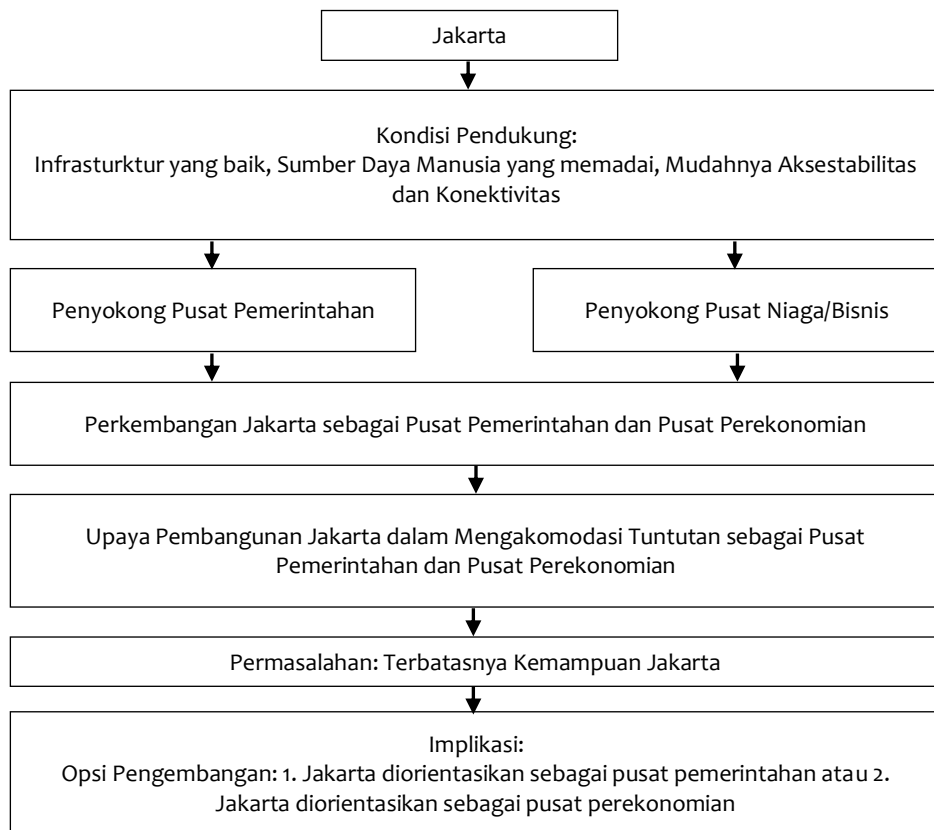 Jakarta
Kondisi Pendukung:
Infrasturktur yang baik, Sumber Daya Manusia yang memadai, Mudahnya Aksestabilitas
dan Konektivitas
Penyokong Pusat Pemerintahan
Penyokong Pusat Niaga/Bisnis
Perkembangan Jakarta sebagai Pusat Pemerintahan dan Pusat Perekonomian
Upaya Pembangunan Jakarta dalam Mengakomodasi Tuntutan sebagai Pusat
Pemerintahan dan Pusat Perekonomian
Permasalahan: Terbatasnya Kemampuan Jakarta
Implikasi:
Opsi Pengembangan: 1. Jakarta diorientasikan sebagai pusat pemerintahan atau 2.
Jakarta diorientasikan sebagai pusat perekonomian